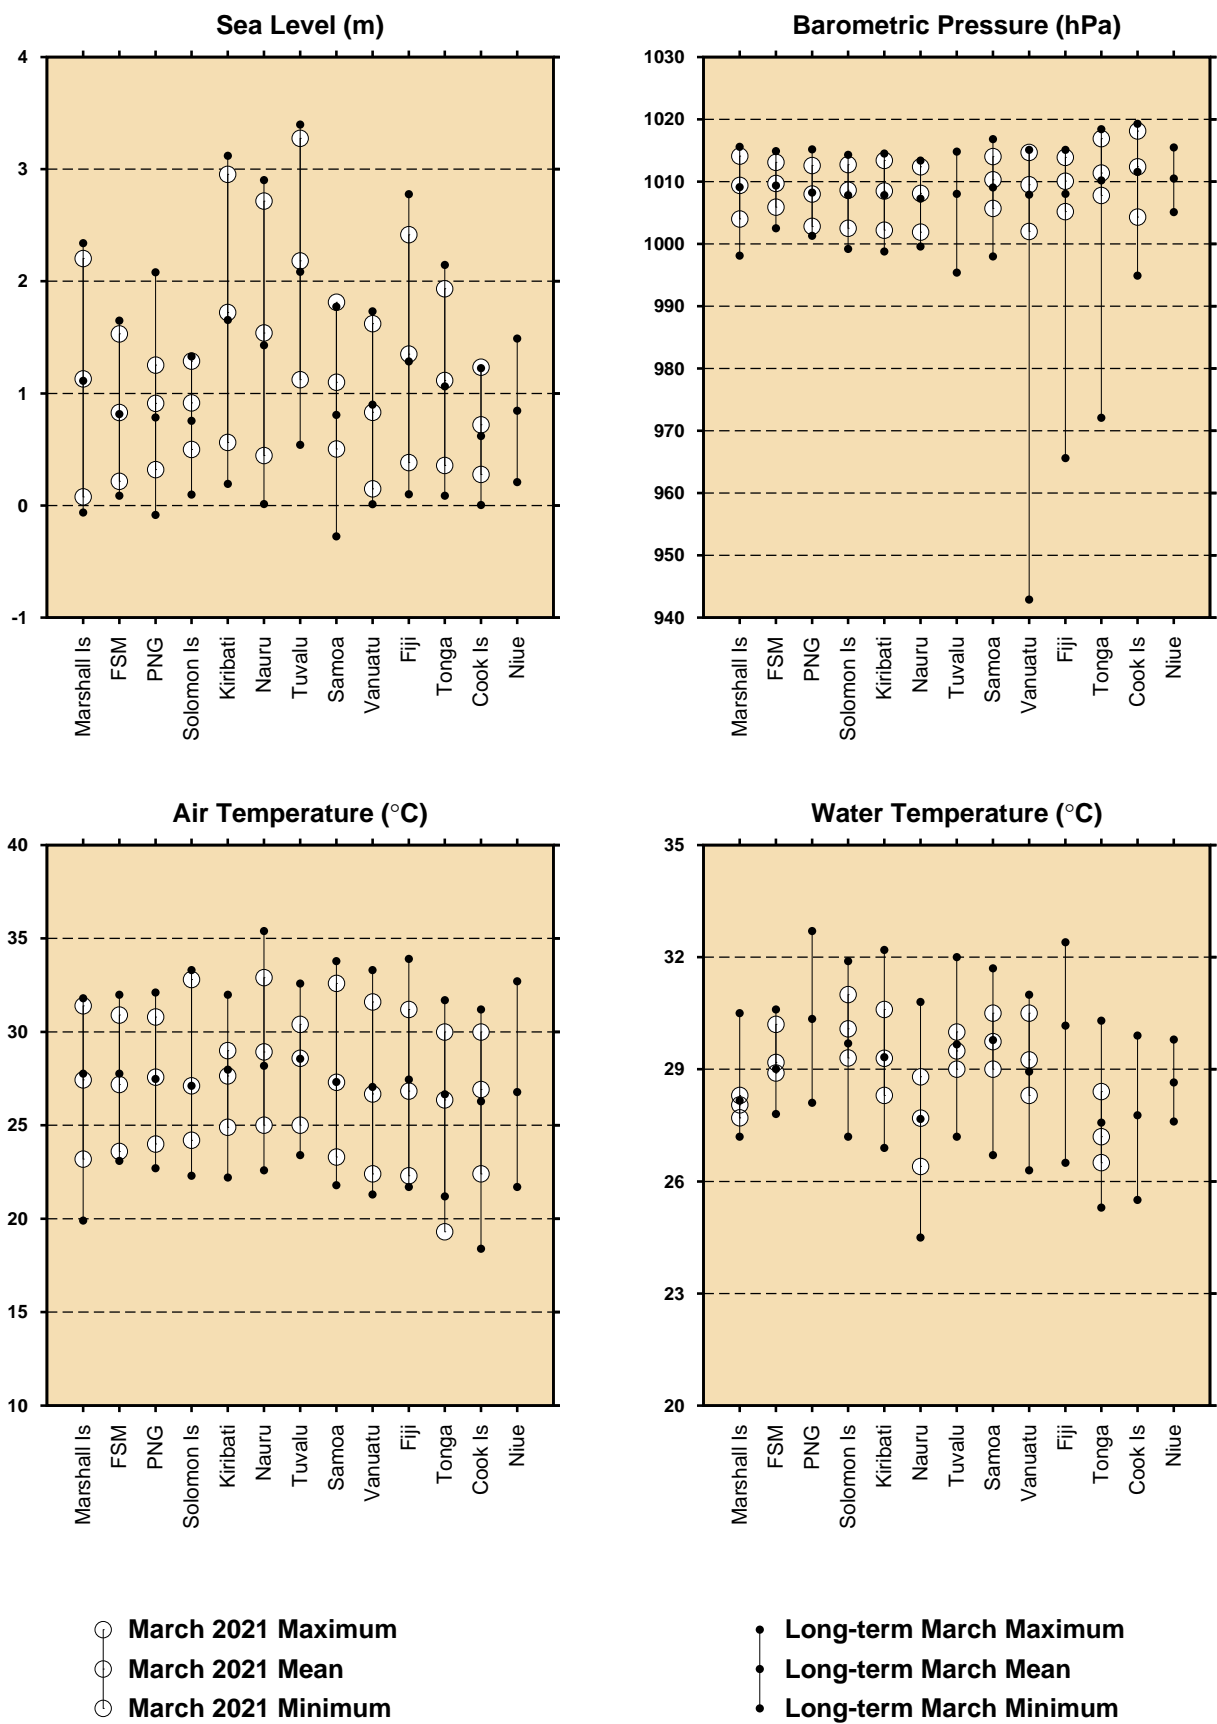 Sea Level (m)
4
3
2
1
0
-1
Marshall Is
FSM
PNG
Solomon Is
Kiribati
Nauru
Tuvalu
Samoa
Vanuatu
Fiji
Tonga
Cook Is
Niue
Barometric Pressure (hPa)
1030
1020
1010
1000
990
980
970
960
950
940
Marshall Is
FSM
PNG
Solomon Is
Kiribati
Nauru
Tuvalu
Samoa
Vanuatu
Fiji
Tonga
Cook Is
Niue
Air Temperature (°C)
40
35
30
25
20
15
10
Marshall Is
FSM
PNG
Solomon Is
Kiribati
Nauru
Tuvalu
Samoa
Vanuatu
Fiji
Tonga
Cook Is
Niue
Water Temperature (°C)
35
32
29
26
23
20
Marshall Is
FSM
PNG
Solomon Is
Kiribati
Nauru
Tuvalu
Samoa
Vanuatu
Fiji
Tonga
Cook Is
Niue
March 2021 Maximum
March 2021 Mean
March 2021 Minimum
Long-term March Maximum
Long-term March Mean
Long-term March Minimum